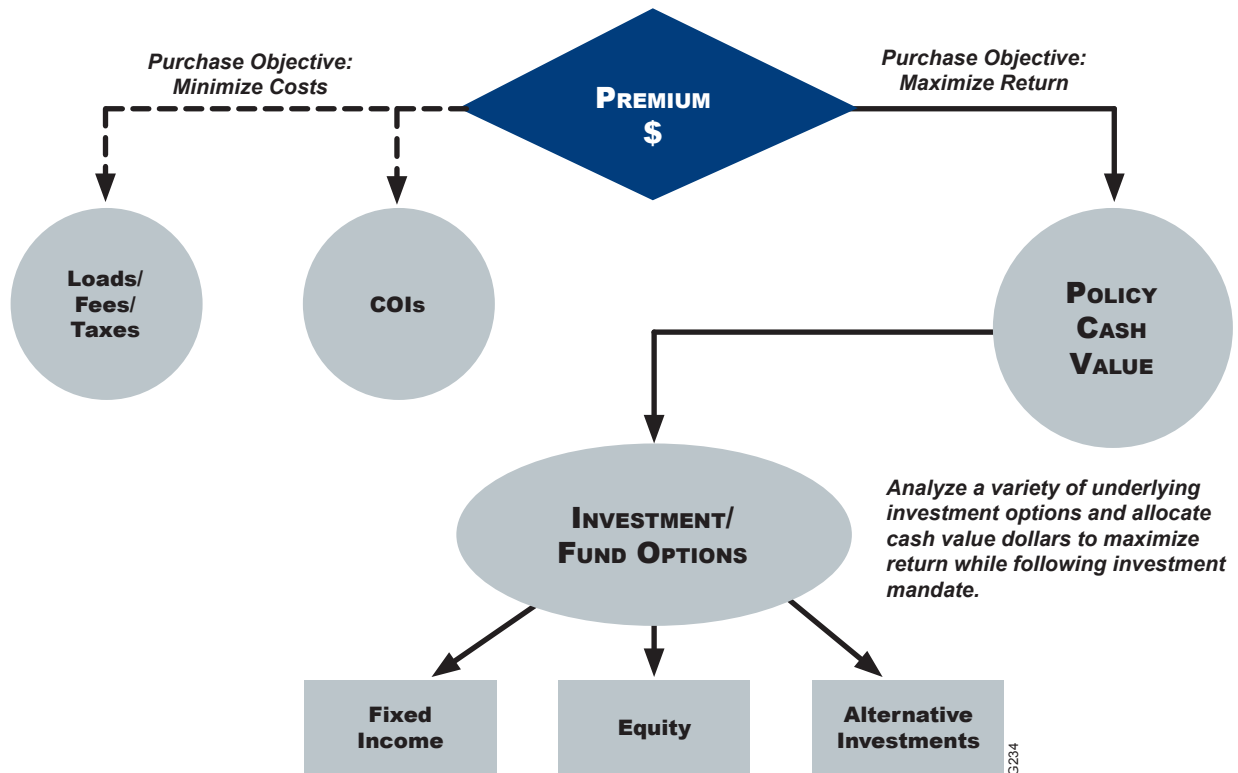 Purchase Objective:
Minimize Costs
Premium
$
Purchase Objective:
Maximize Return
Loads/
Fees/
Taxes
COIs
Policy
Cash
Value
Investment/
Fund Options
Analyze a variety of underlying
investment options and allocate
cash value dollars to maximize
return while following investment
mandate.
Fixed
Income
Equity
Alternative
Investments
G234